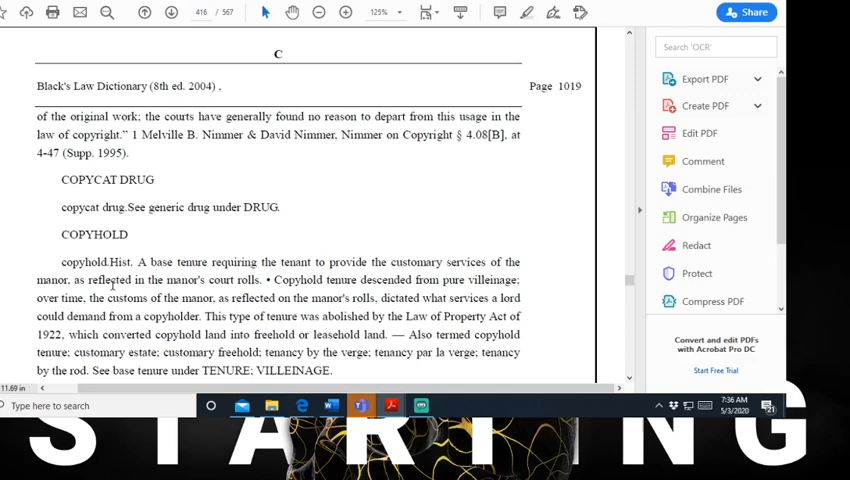 416 / 567
125%
Share
C
Black's Law Dictionary (8th ed. 2004) , Page 1019
of the original work; the courts have generally found no reason to depart from this usage in the
law of copyright." 1 Melville B. Nimmer & David Nimmer, Nimmer on Copyright § 4.08[B], at
4-47 (Supp. 1995).
COPYCAT DRUG
copycat drug.See generic drug under DRUG.
COPYHOLD
copyhold.Hist. A base tenure requiring the tenant to provide the customary services of the
manor, as reflected in the manor's court rolls. • Copyhold tenure descended from pure villeinage;
over time, the customs of the manor, as reflected on the manor's rolls, dictated what services a lord
could demand from a copyholder. This type of tenure was abolished by the Law of Property Act of
1922, which converted copyhold land into freehold or leasehold land. — Also termed copyhold
tenure; customary estate; customary freehold; tenancy by the verge; tenancy par la verge; tenancy
by the rod. See base tenure under TENURE; VILLEINAGE.
11.69 in
Search 'OCR'
Export PDF
Create PDF
Edit PDF
Comment
Combine Files
Organize Pages
Redact
Protect
Compress PDF
Convert and edit PDFs
with Acrobat Pro DC
Start Free Trial
Type here to search
7:36 AM
5/3/2020
21
STARTING